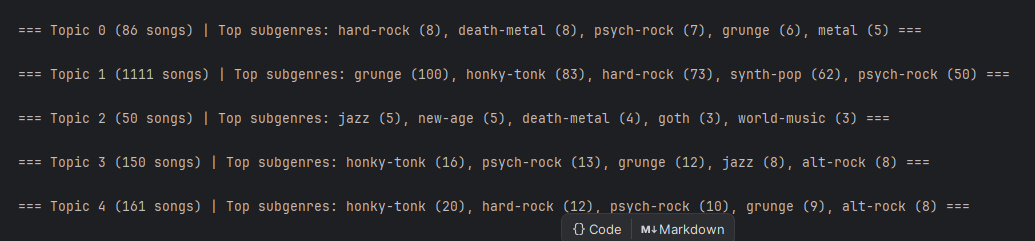 === Topic 0 (86 songs) | Top subgenres: hard-rock (8), death-metal (8), psych-rock (7), grunge (6), metal (5) ===
=== Topic 1 (1111 songs) | Top subgenres: grunge (100), honky-tonk (83), hard-rock (73), synth-pop (62), psych-rock (50) ===
=== Topic 2 (50 songs) | Top subgenres: jazz (5), new-age (5), death-metal (4), goth (3), world-music (3) ===
=== Topic 3 (150 songs) | Top subgenres: honky-tonk (16), psych-rock (13), grunge (12), jazz (8), alt-rock (8) ===
=== Topic 4 (161 songs) | Top subgenres: honky-tonk (20), hard-rock (12), psych-rock (10), grunge (9), alt-rock (8) ===
{} Code | M↓ Markdown